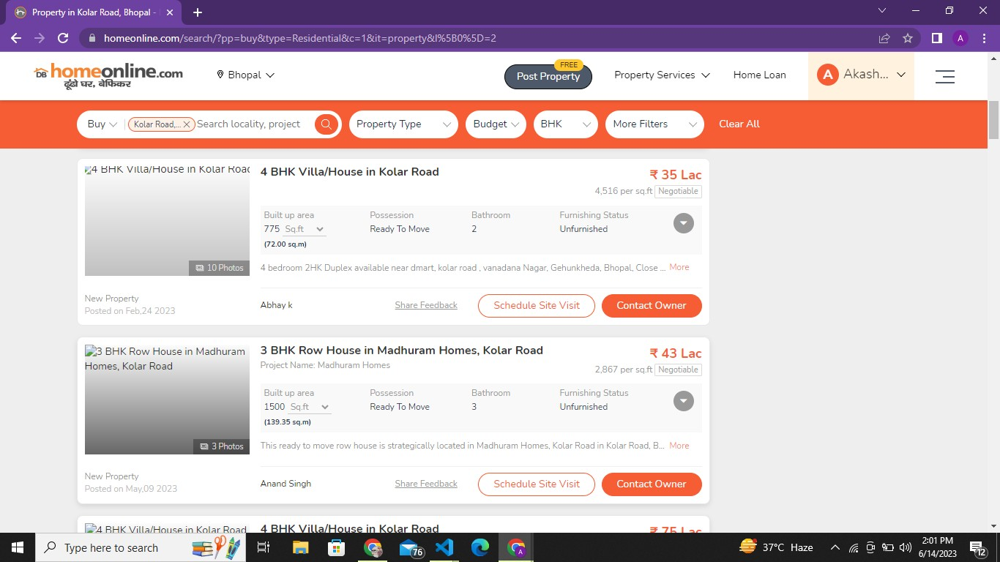 Property in Kolar Road, Bhopal -
homeonline.com/search/?pp=buy&type=Residential&c=1&it=property&l%5B0%5D=2
A
DB homeonline.com
ढूंढो घर, बेफिकर
Bhopal
FREE
Post Property
Property Services
Home Loan
A Akash...
Buy
Kolar Road,...
Search locality, project
Property Type
Budget
BHK
More Filters
Clear All
4 BHK Villa/House in Kolar Road
10 Photos
New Property
Posted on Feb,24 2023
4 BHK Villa/House in Kolar Road
₹ 35 Lac
4,516 per sq.ft Negotiable
Built up area Possession Bathroom Furnishing Status
775 Sq.ft Ready To Move 2 Unfurnished
(72.00 sq.m)
4 bedroom 2HK Duplex available near dmart, kolar road , vanadana Nagar, Gehunkheda, Bhopal, Close ... More
Abhay k Share Feedback Schedule Site Visit Contact Owner
3 BHK Row House in Madhuram
Homes, Kolar Road
3 Photos
New Property
Posted on May,09 2023
3 BHK Row House in Madhuram Homes, Kolar Road
Project Name: Madhuram Homes
₹ 43 Lac
2,867 per sq.ft Negotiable
Built up area Possession Bathroom Furnishing Status
1500 Sq.ft Ready To Move 3 Unfurnished
(139.35 sq.m)
This ready to move row house is strategically located in Madhuram Homes, Kolar Road in Kolar Road, B... More
Anand Singh Share Feedback Schedule Site Visit Contact Owner
4 BHK Villa/House in Kolar Road
4 BHK Villa/House in Kolar Road
₹ 75 Lac
Type here to search
76
A
37°C Haze
2:01 PM
6/14/2023
12